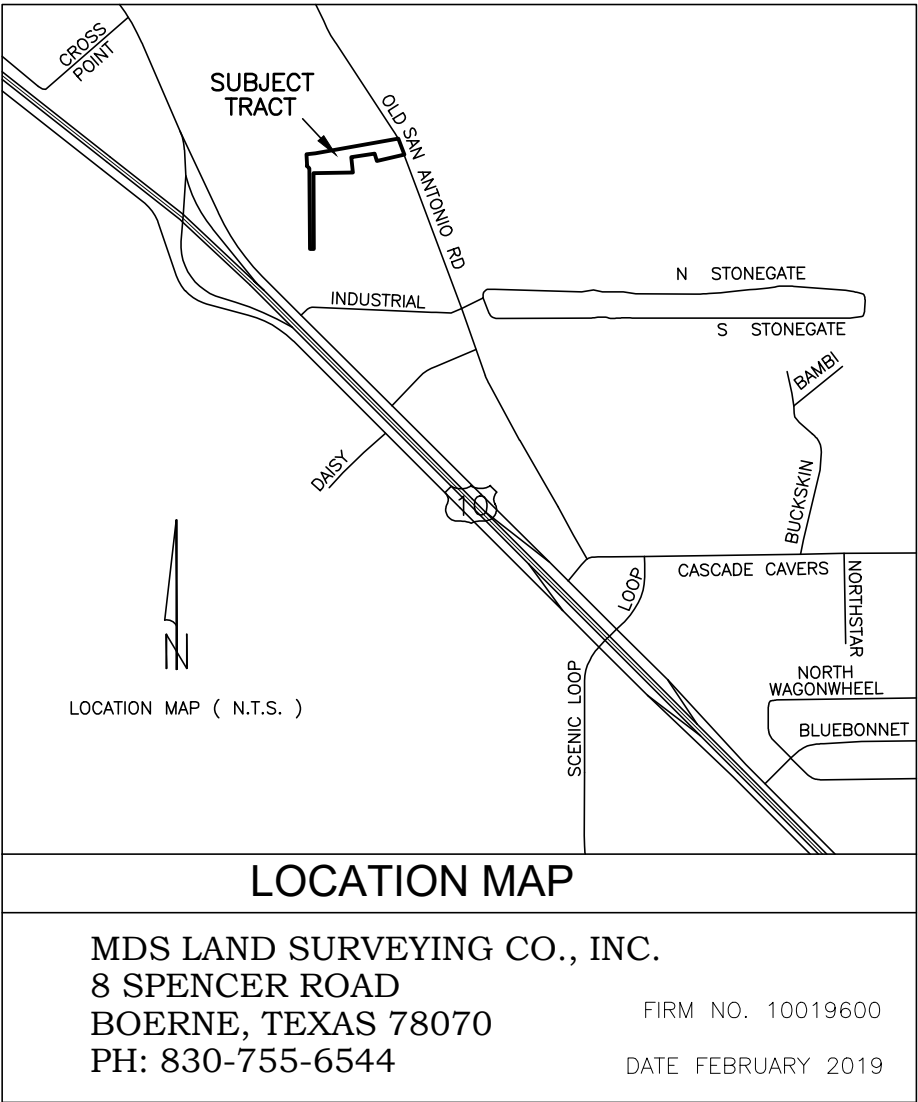 CROSS
POINT
SUBJECT
TRACT
OLD SAN ANTONIO RD
N STONEGATE
INDUSTRIAL
S STONEGATE
BAMBI
DAISY
BUCKSKIN
10
CASCADE CAVERS
LOOP
NORTHSTAR
N
SCENIC LOOP
NORTH
WAGONWHEEL
LOCATION MAP ( N.T.S. )
BLUEBONNET
LOCATION MAP
MDS LAND SURVEYING CO., INC.
8 SPENCER ROAD
BOERNE, TEXAS 78070
PH: 830-755-6544
FIRM NO. 10019600
DATE FEBRUARY 2019